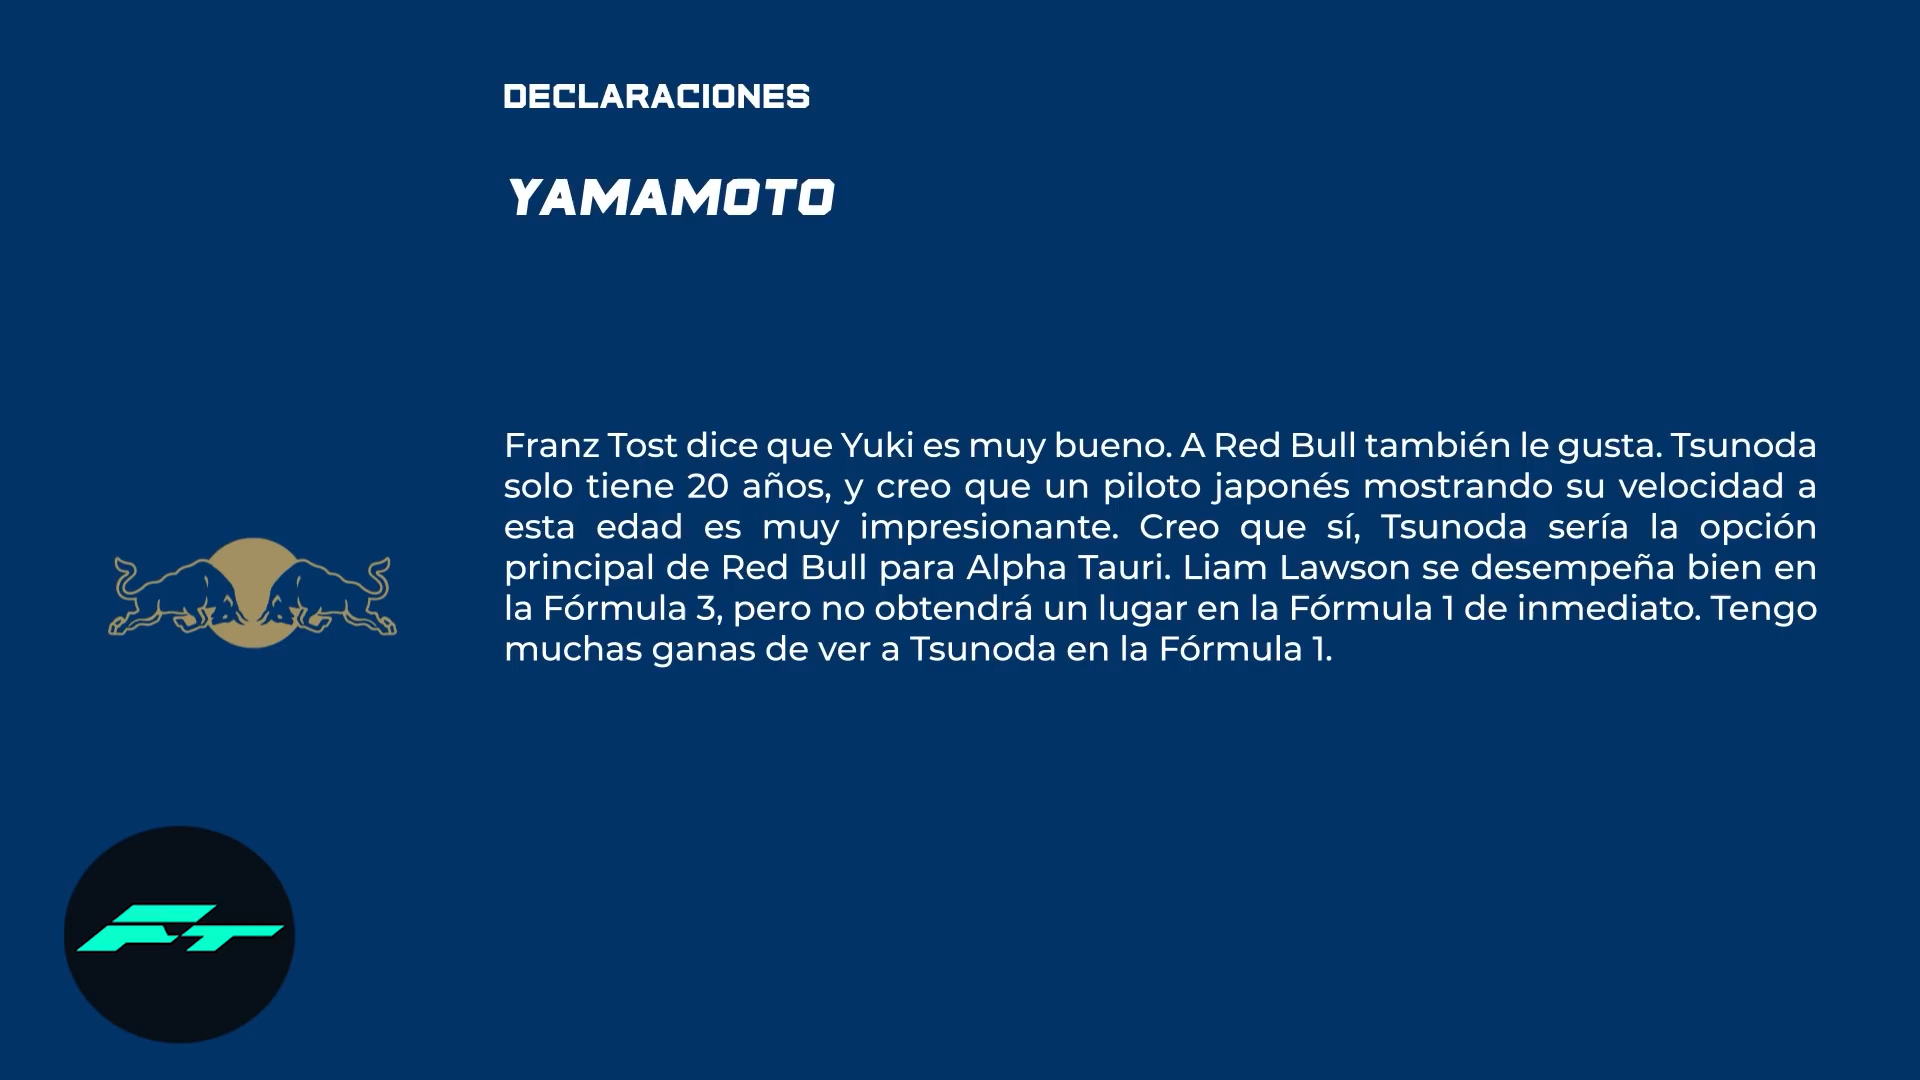 DECLARACIONES
YAMAMOTO
Franz Tost dice que Yuki es muy bueno. A Red Bull también le gusta. Tsunoda
solo tiene 20 años, y creo que un piloto japonés mostrando su velocidad a
esta edad es muy impresionante. Creo que sí, Tsunoda sería la opción
principal de Red Bull para Alpha Tauri. Liam Lawson se desempeña bien en
la Fórmula 3, pero no obtendrá un lugar en la Fórmula 1 de inmediato. Tengo
muchas ganas de ver a Tsunoda en la Fórmula 1.
FT